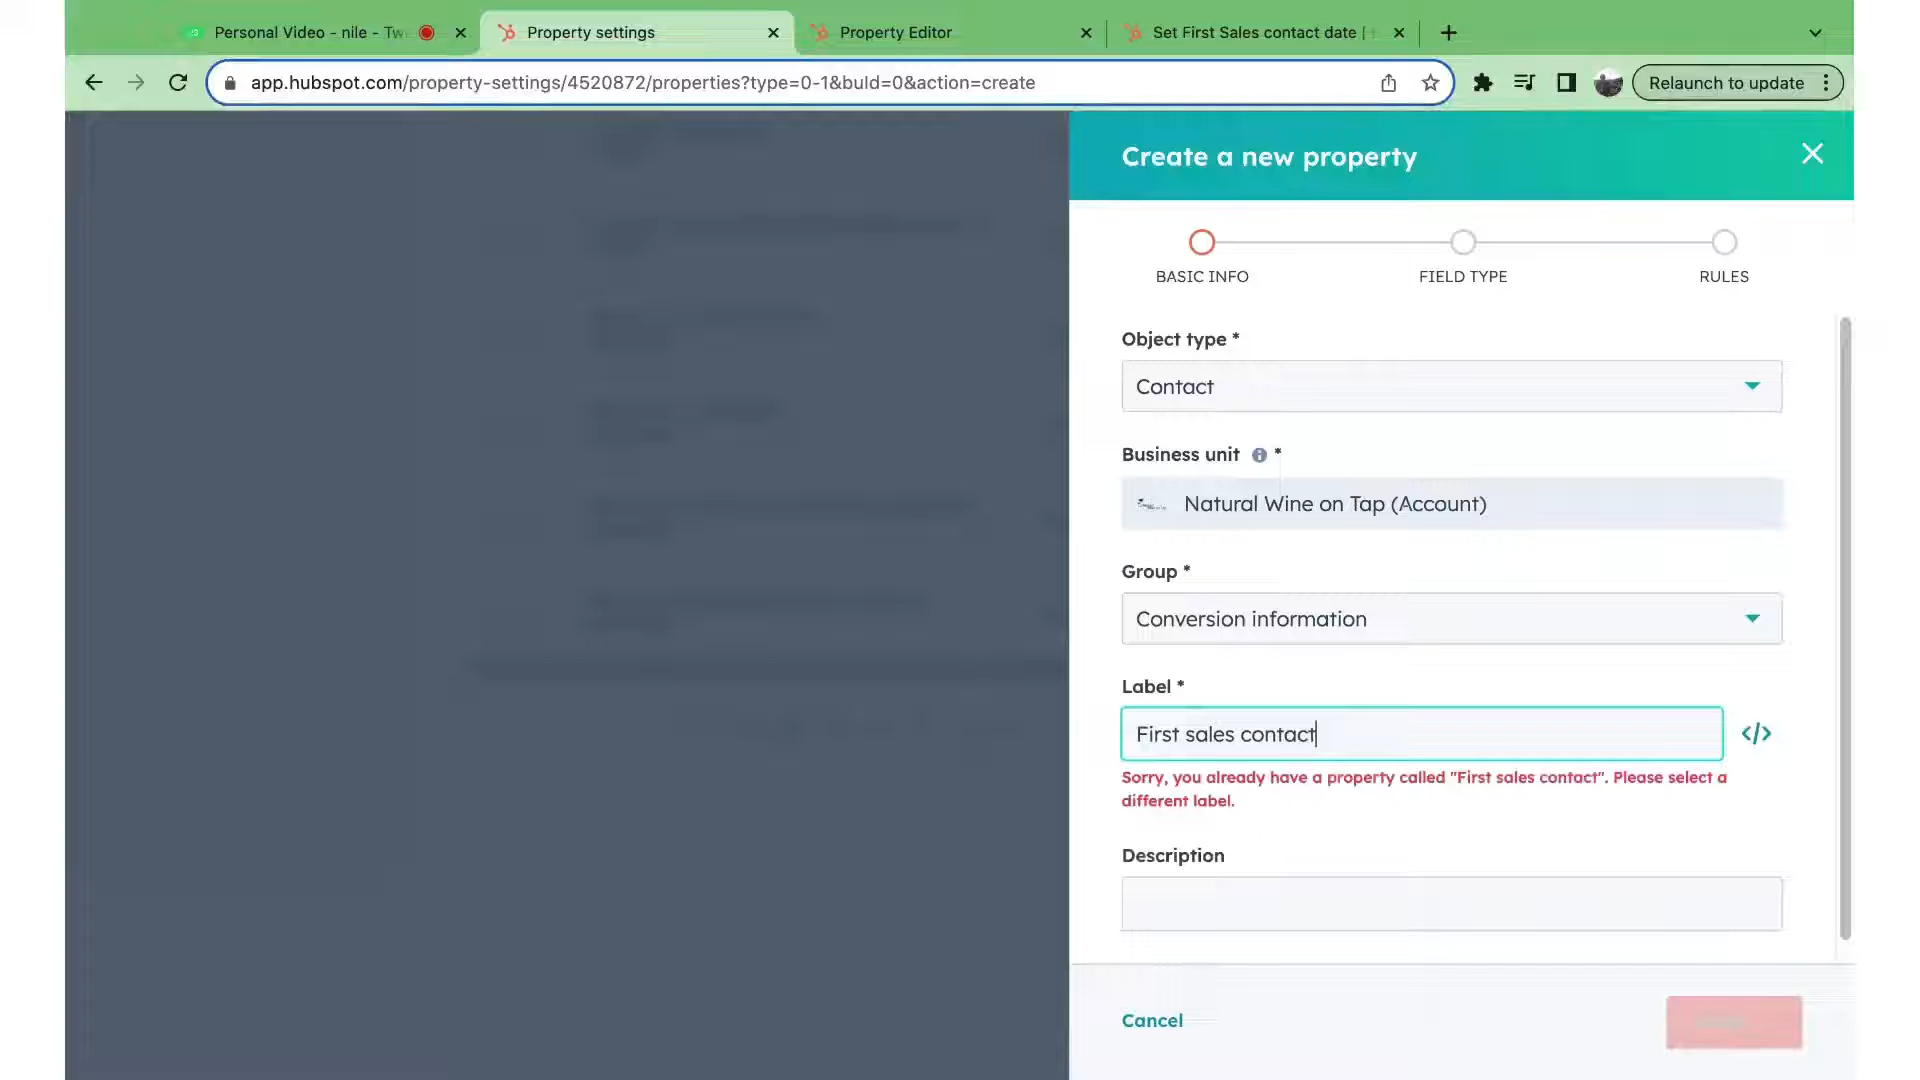 Personal Video - nile - Tw
Property settings
Property Editor
Set First Sales contact date |
app.hubspot.com/property-settings/4520872/properties?type=0-1&buId=0&action=create
Relaunch to update
Create a new property
BASIC INFO
FIELD TYPE
RULES
Object type *
Contact
Business unit *
Natural Wine on Tap (Account)
Group *
Conversion information
Label *
First sales contact
</>
Sorry, you already have a property called "First sales contact". Please select a
different label.
Description
Cancel